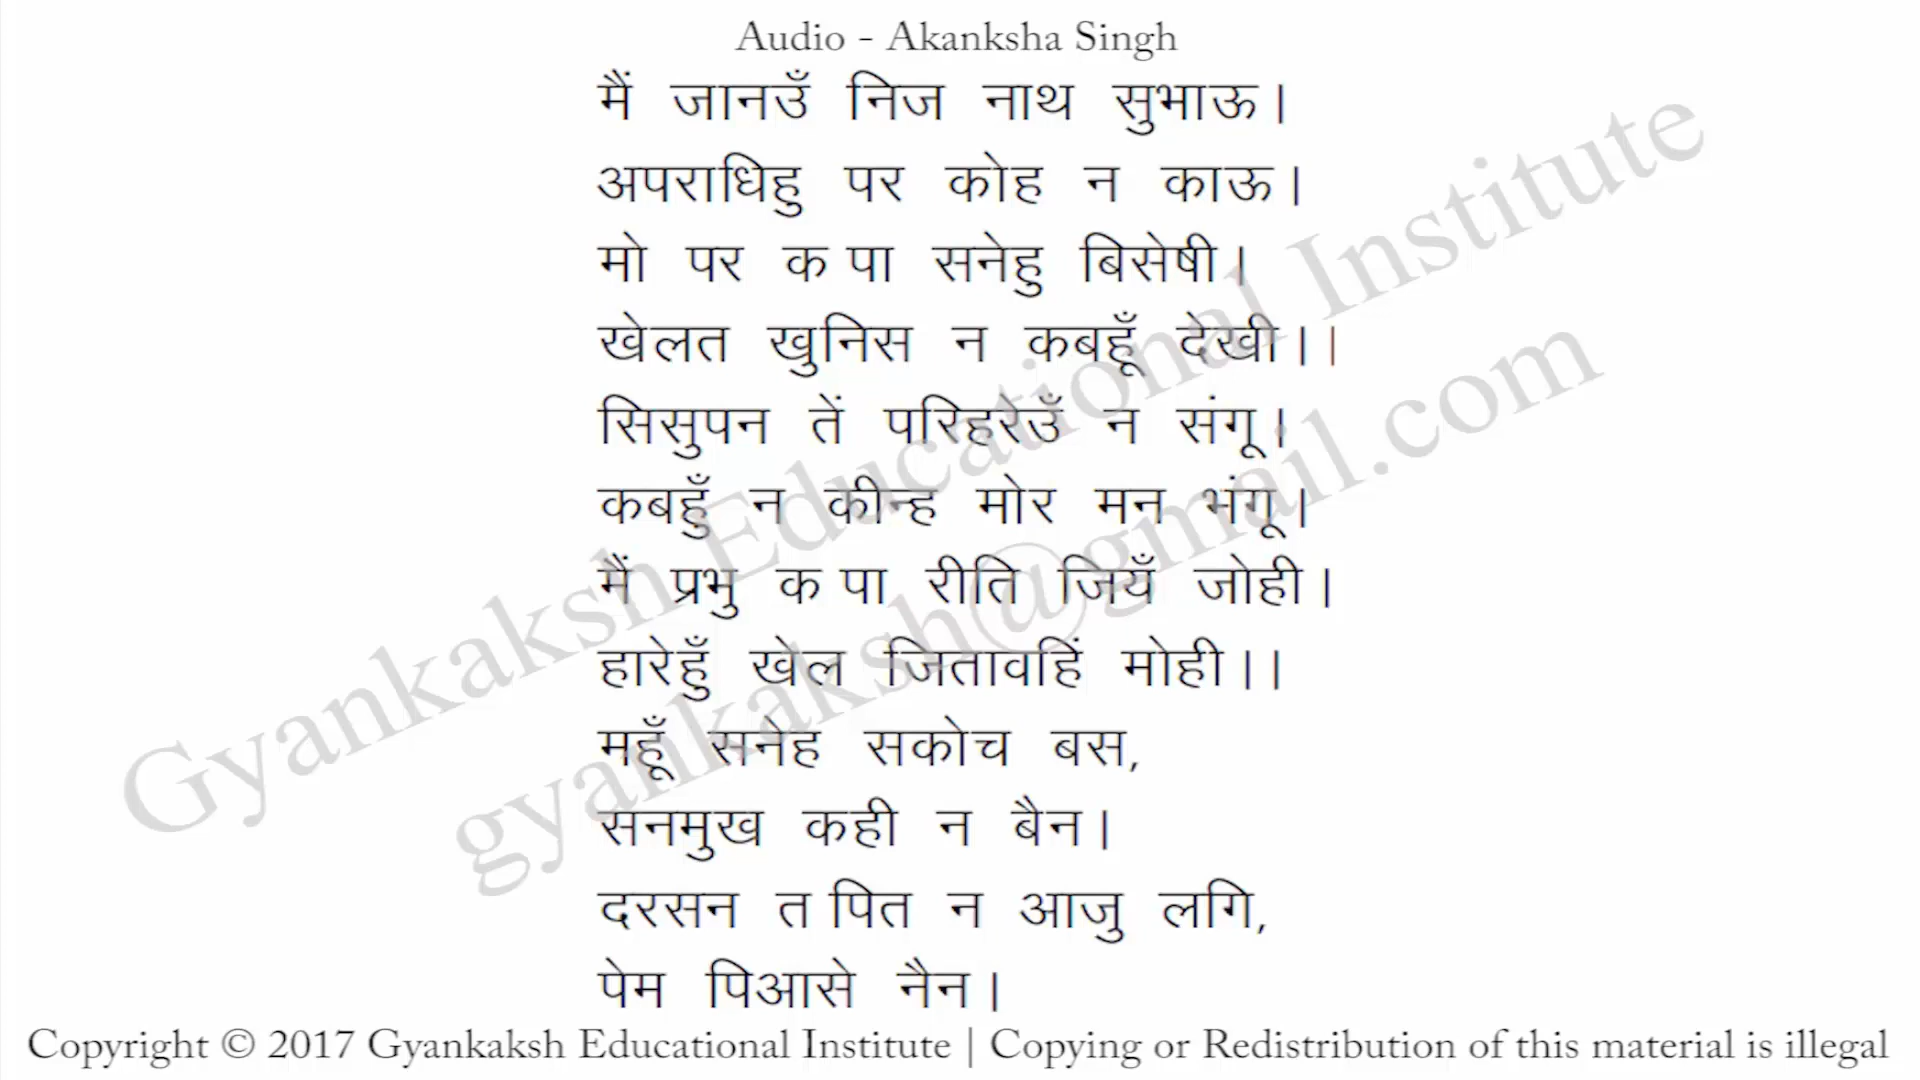 Audio - Akanksha Singh
मैं जानउँ निज नाथ सुभाऊ।
अपराधिहु पर कोह न काऊ।
मो पर क पा सनेहु बिसेषी।
खेलत खुनिस न कबहूँ देखी।।
सिसुपन तें परिहरेउँ न संगू।
कबहुँ न कीन्ह मोर मन भंगू।
मैं प्रभु क पा रीति जियँ जोही।
हारेहुँ खेल जितावहिं मोही।।
महूँ सनेह सकोच बस,
सनमुख कही न बैन।
दरसन त पित न आजु लगि,
पेम पिआसे नैन।
Gyankaksh Educational Institute
gyankaksh@gmail.com
Copyright © 2017 Gyankaksh Educational Institute | Copying or Redistribution of this material is illegal